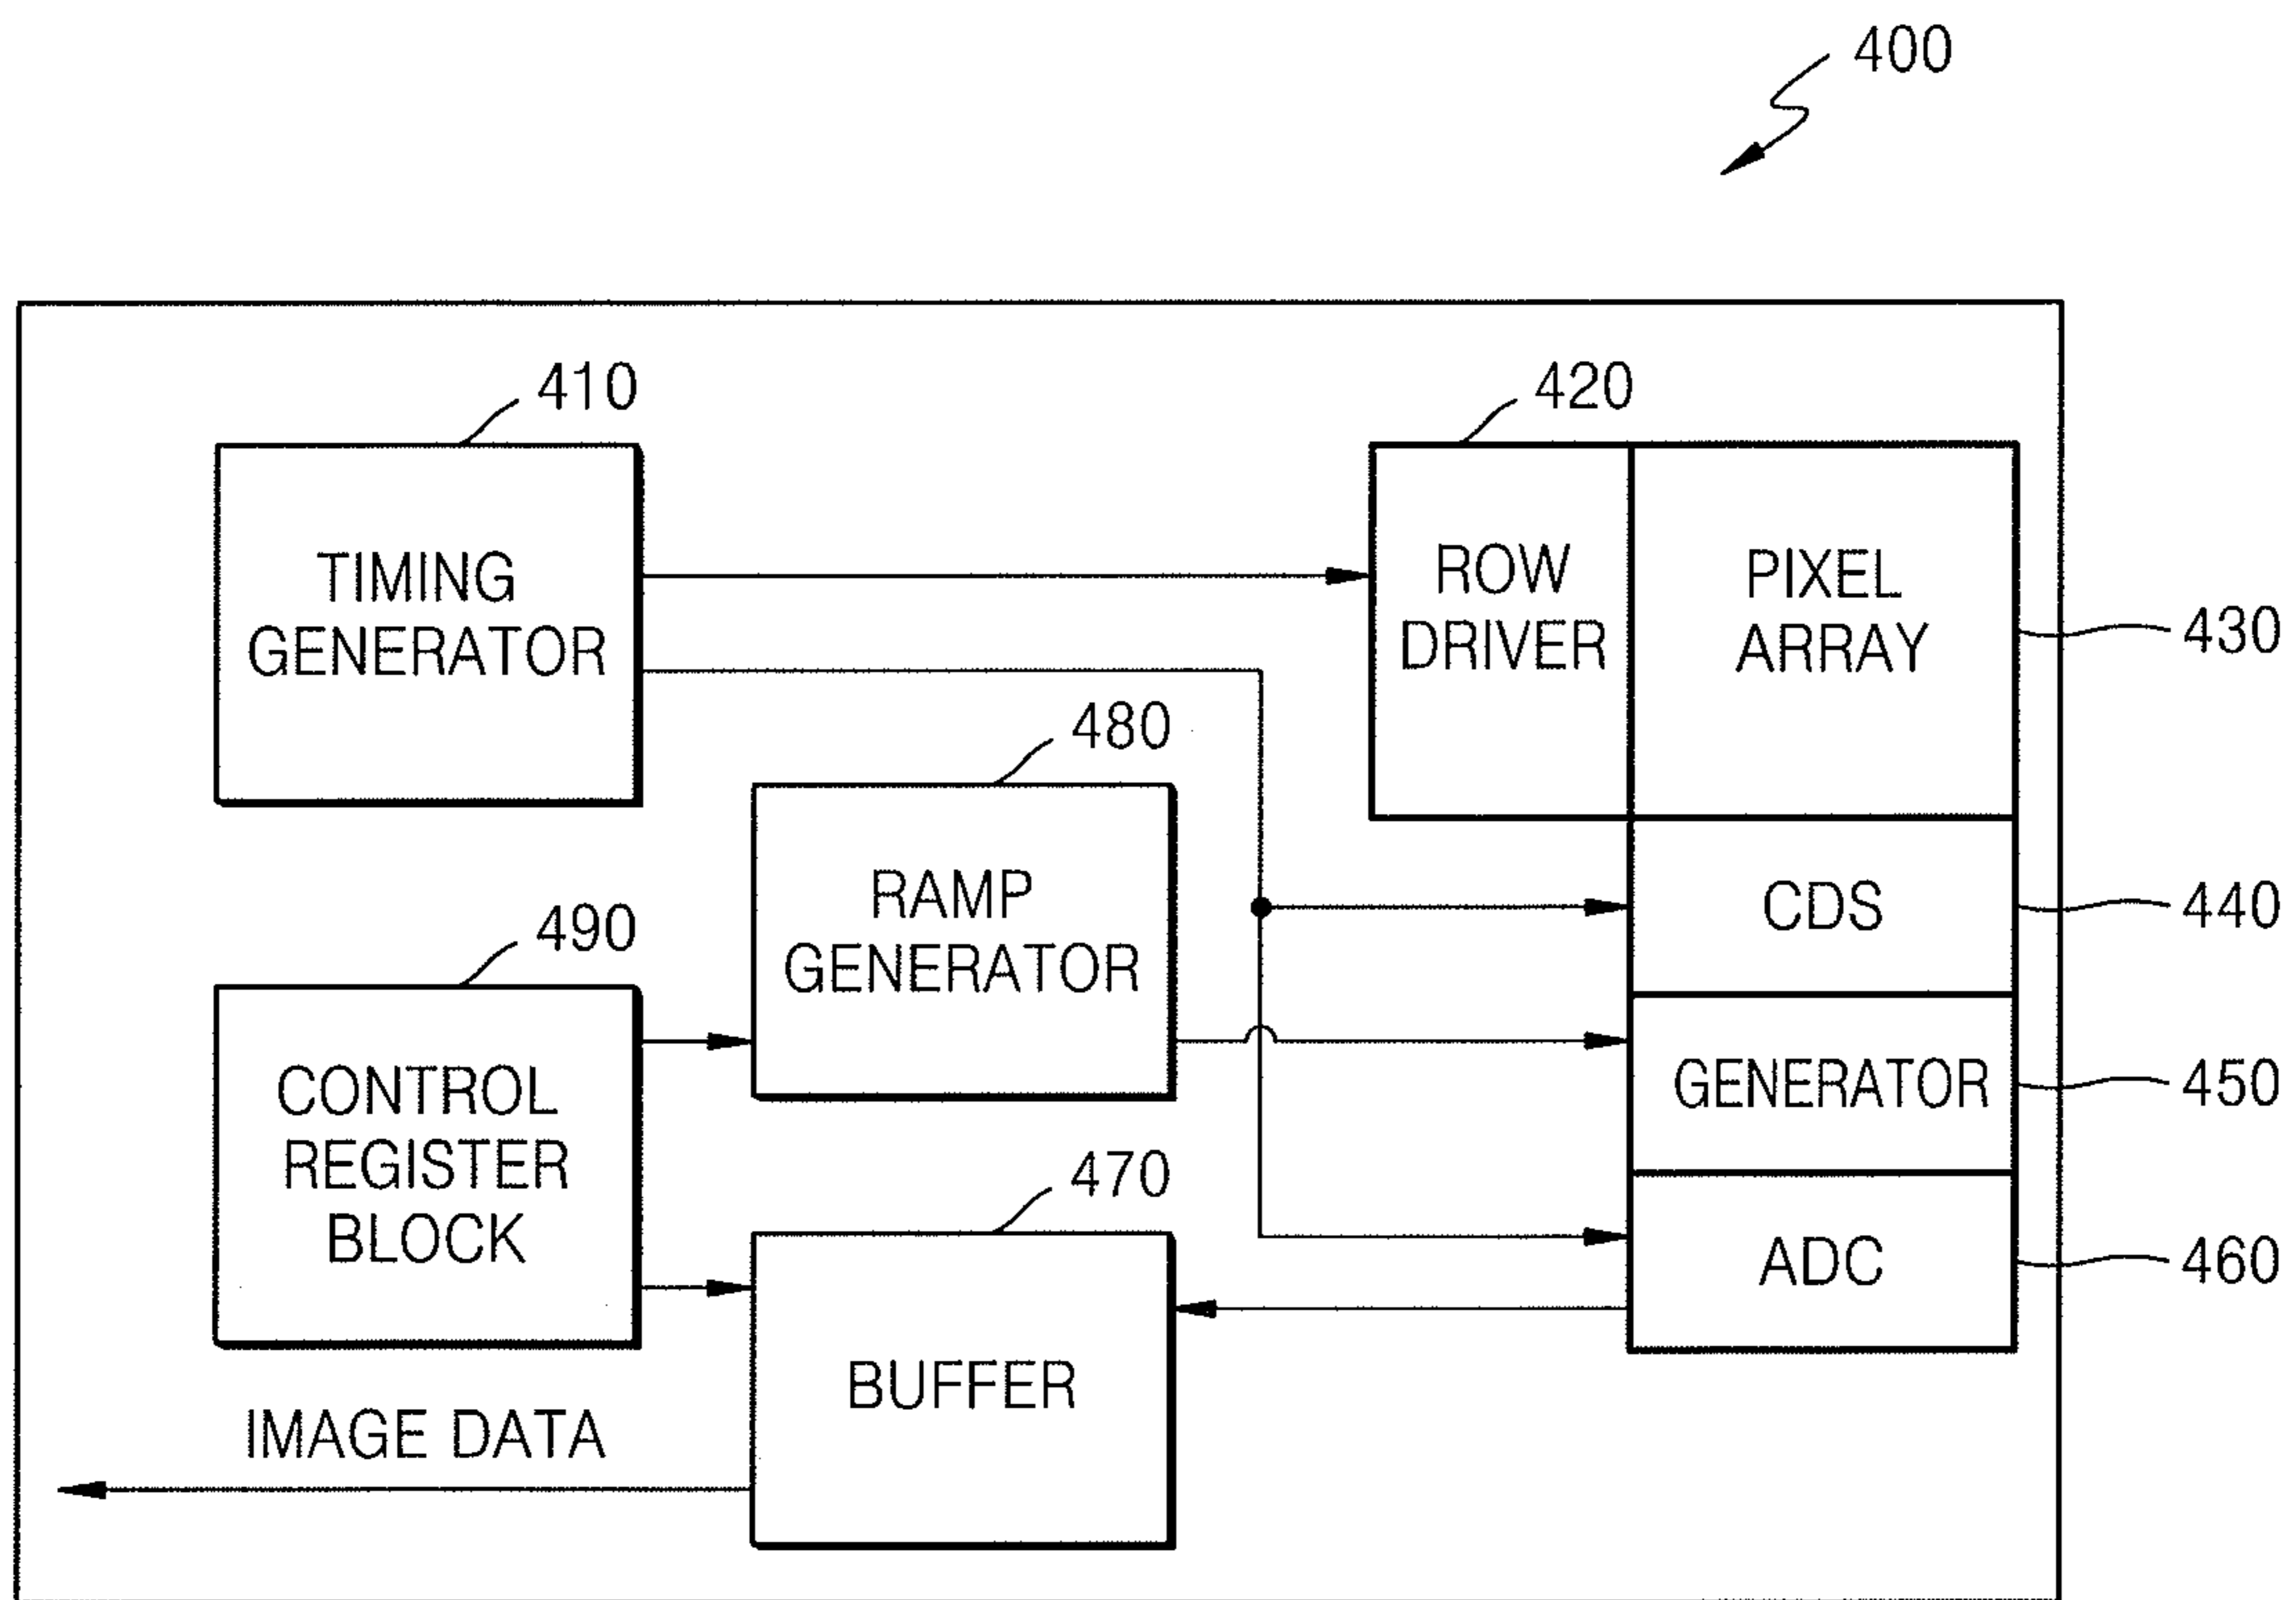 400
410
420
TIMING
GENERATOR
ROW
DRIVER
PIXEL
ARRAY
430
480
RAMP
GENERATOR
CDS
440
490
CONTROL
REGISTER
BLOCK
GENERATOR
450
470
BUFFER
ADC
460
IMAGE DATA